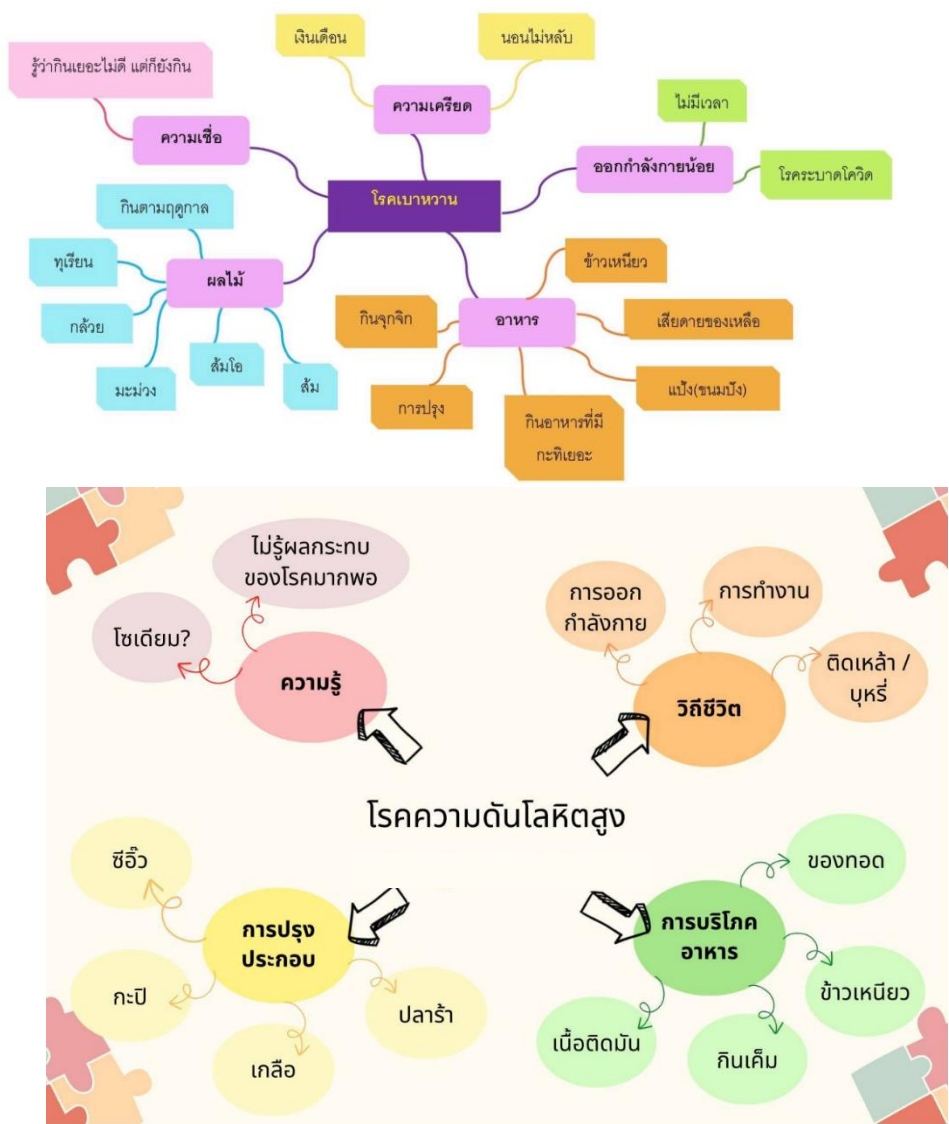 เงินเดือน
นอนไม่หลับ
รู้ว่ากินเยอะไม่ดี แต่ก็ยังกิน
ความเครียด
ไม่มีเวลา
ความเชื่อ
ออกกำลังกายน้อย
โรคระบาดโควิด
โรคเบาหวาน
กินตามฤดูกาล
ทุเรียน
ผลไม้
กล้วย
มะม่วง
ส้มโอ
ส้ม
ข้าวเหนียว
กินจุกจิก
อาหาร
เสียดายของเหลือ
การปรุง
กินอาหารที่มี
กะทิเยอะ
แป้ง(ขนมปัง)
ไม่รู้ผลกระทบ
ของโรคมากพอ
โซเดียม?
ความรู้
การออก
กำลังกาย
การทำงาน
ติดเหล้า /
บุหรี่
วิถีชีวิต
โรคความดันโลหิตสูง
ซีอิ๊ว
การปรุง
ประกอบ
กะปิ
เกลือ
ปลาร้า
ของทอด
การบริโภค
อาหาร
ข้าวเหนียว
เนื้อติดมัน
กินเค็ม